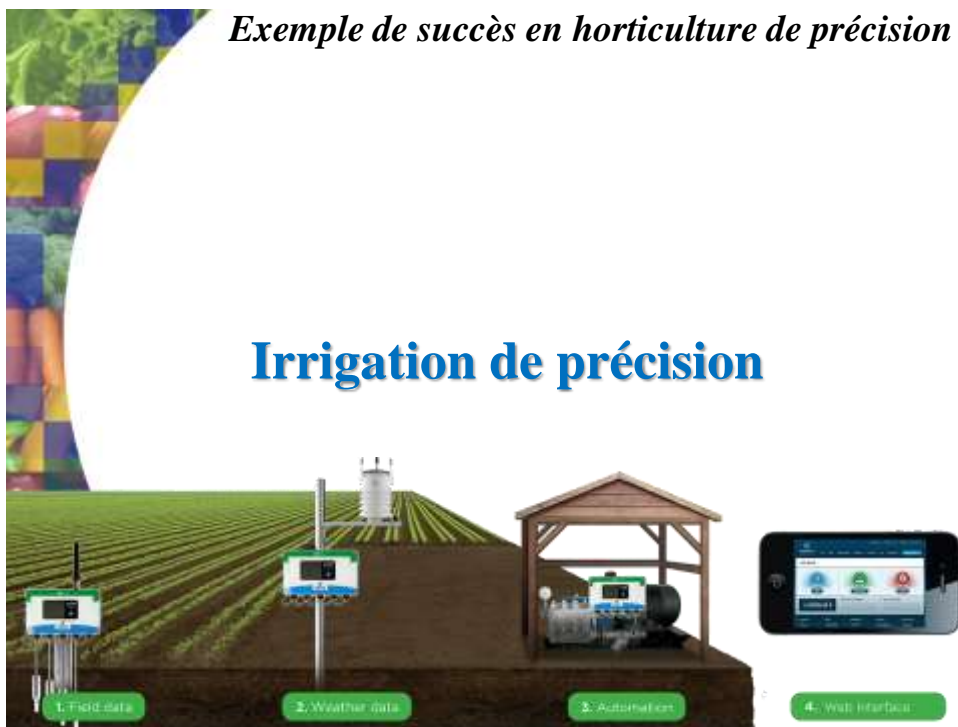 Exemple de succès en horticulture de précision
Irrigation de précision
1. Field data
2. Weather data
3. Automation
4. Web Interface